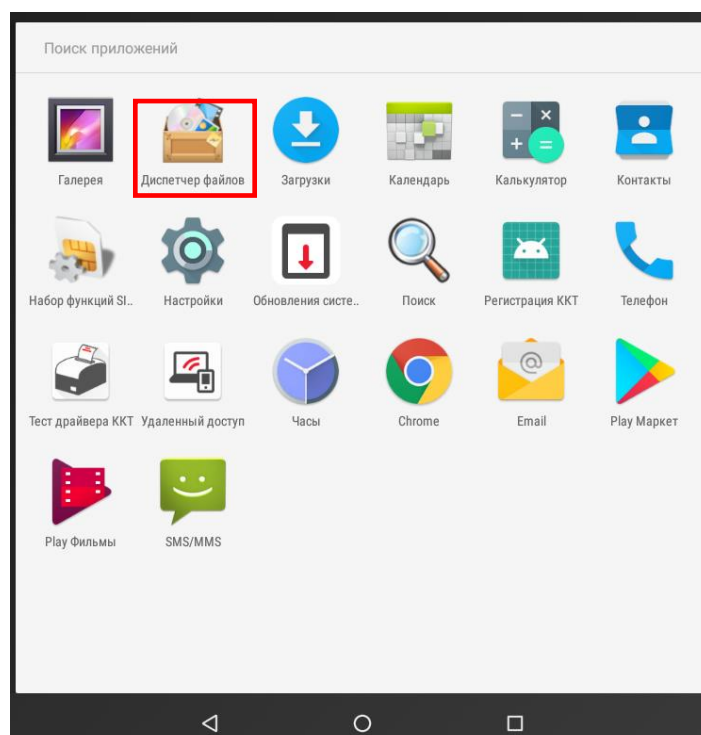 Поиск приложений
Галерея
Диспетчер файлов
Загрузки
Календарь
Калькулятор
Контакты
Набор функций SI..
Настройки
Обновления систе..
Поиск
Регистрация ККТ
Телефон
Тест драйвера ККТ
Удаленный доступ
Часы
Chrome
Email
Play Маркет
Play Фильмы
SMS/MMS